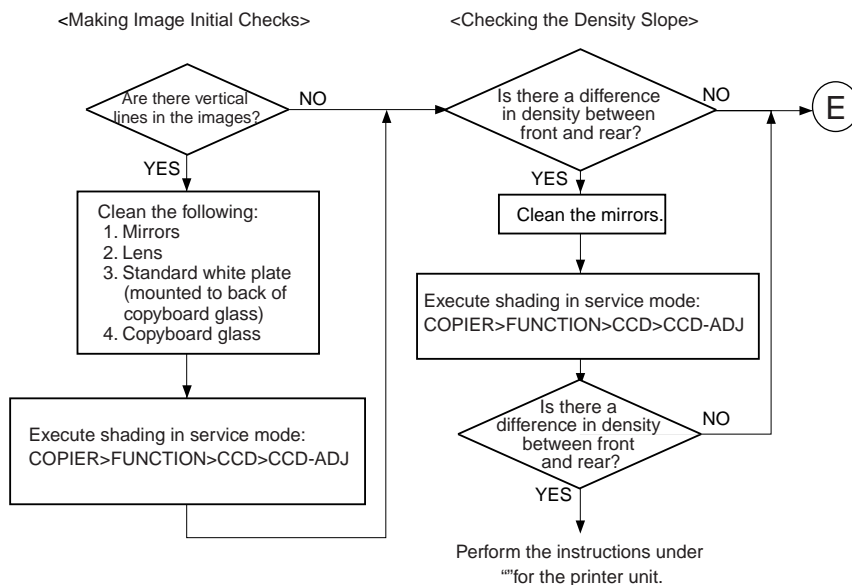 <Making Image Initial Checks>
Are there vertical
lines in the images?
NO
YES
Clean the following:
1. Mirrors
2. Lens
3. Standard white plate
(mounted to back of
copyboard glass)
4. Copyboard glass
Execute shading in service mode:
COPIER>FUNCTION>CCD>CCD-ADJ
<Checking the Density Slope>
Is there a difference
in density between
front and rear?
NO
E
YES
Clean the mirrors.
Execute shading in service mode:
COPIER>FUNCTION>CCD>CCD-ADJ
Is there a
difference in density
between front
and rear?
NO
YES
Perform the instructions under
“”for the printer unit.